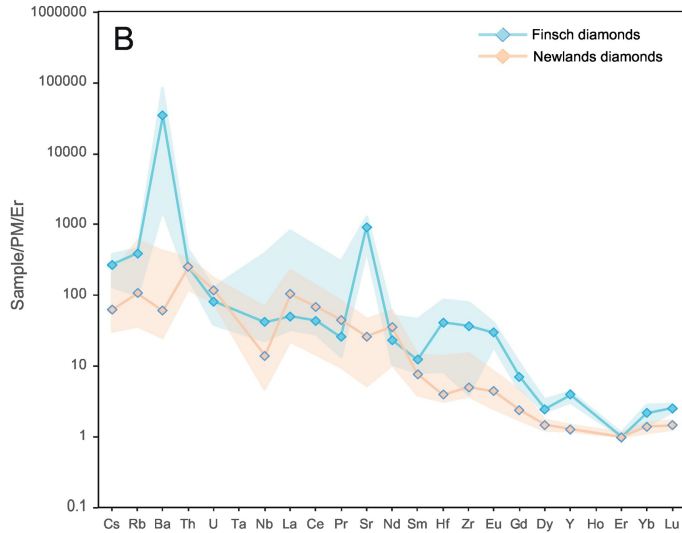 B
Finsch diamonds
Newlands diamonds
Sample/PM/Er
1000000
100000
10000
1000
100
10
1
0.1
Cs Rb Ba Th U Ta Nb La Ce Pr Sr Nd Sm Hf Zr Eu Gd Dy Y Ho Er Yb Lu